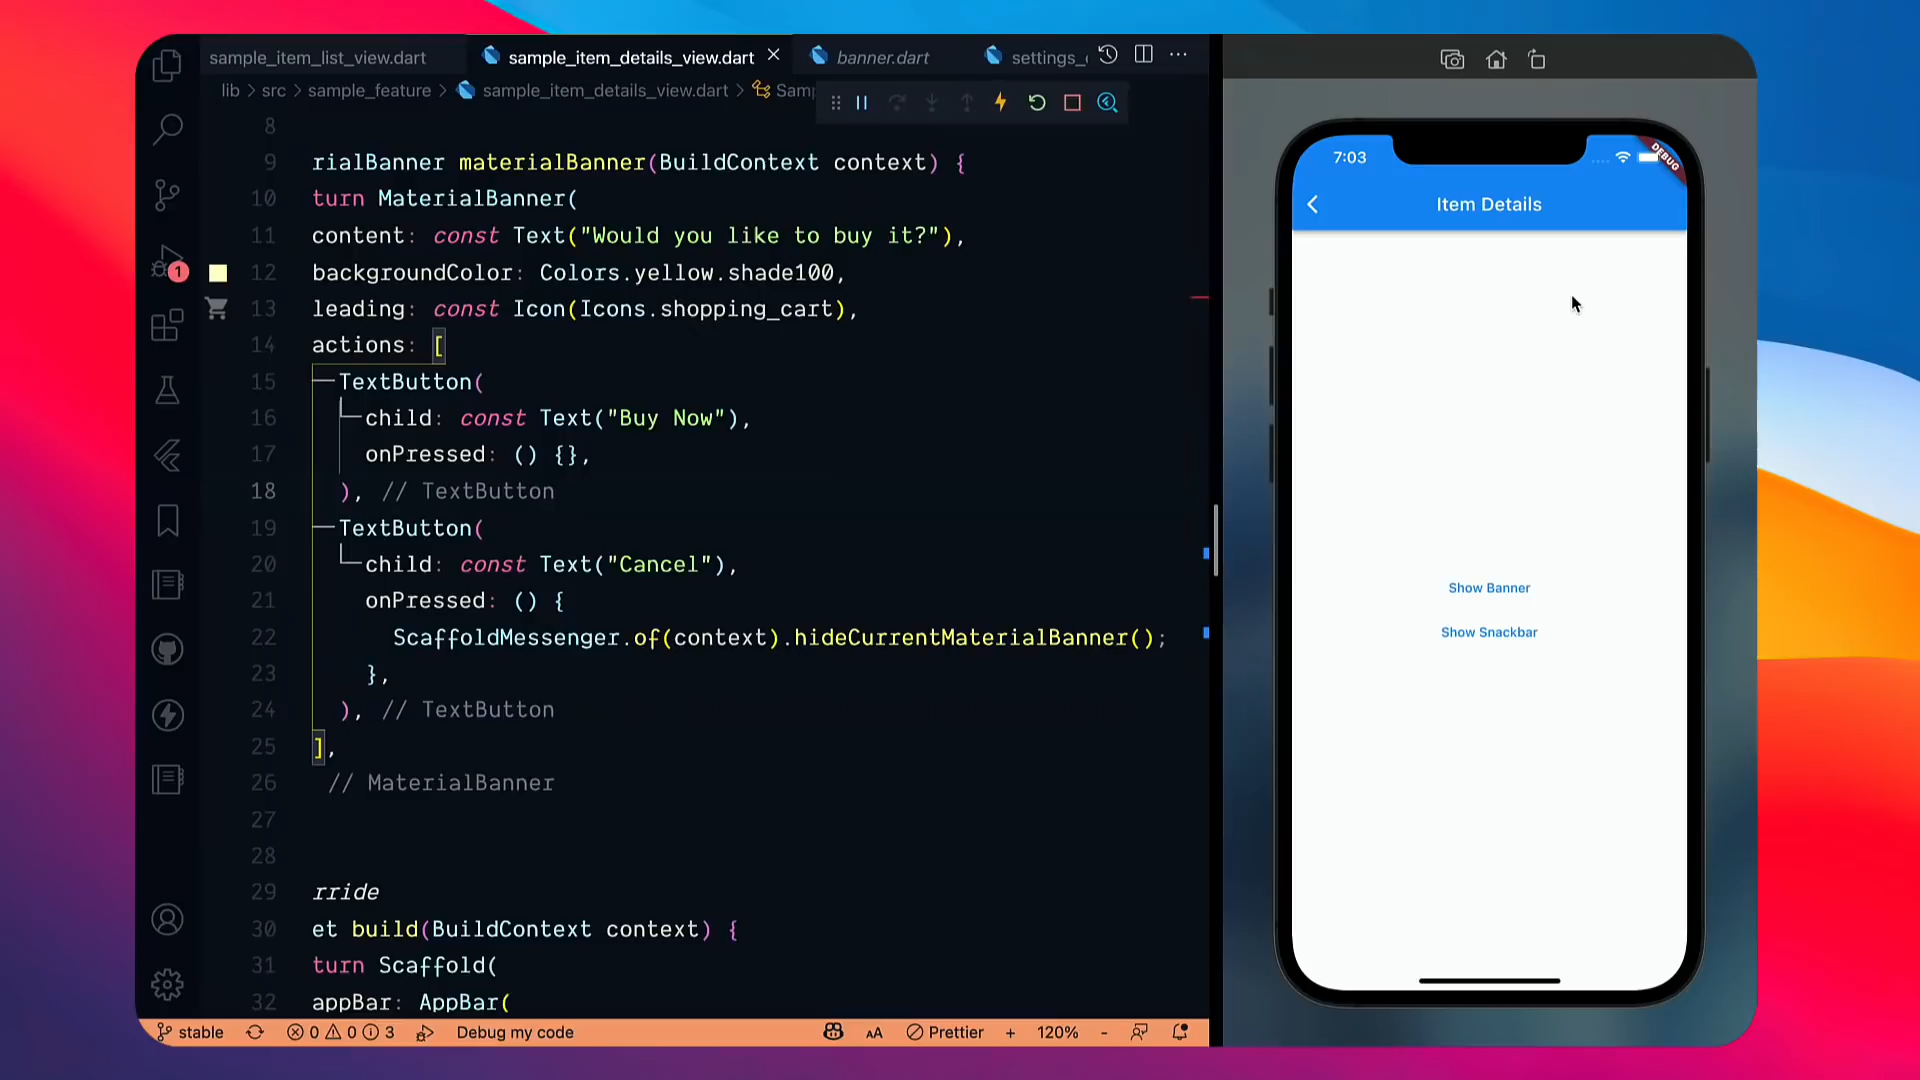 sample_item_list_view.dart
sample_item_details_view.dart
banner.dart
settings_
lib > src > sample_feature > sample_item_details_view.dart > Samp
8
9 rialBanner materialBanner(BuildContext context) {
10 turn MaterialBanner(
11 content: const Text("Would you like to buy it?"),
12 backgroundColor: Colors.yellow.shade100,
13 leading: const Icon(Icons.shopping_cart),
14 actions: [
15 TextButton(
16 child: const Text("Buy Now"),
17 onPressed: () {},
18 ), // TextButton
19 TextButton(
20 child: const Text("Cancel"),
21 onPressed: () {
22 ScaffoldMessenger.of(context).hideCurrentMaterialBanner();
23 },
24 ), // TextButton
25 ],
26 // MaterialBanner
27
28
29 rride
30 et build(BuildContext context) {
31 turn Scaffold(
32 appBar: AppBar(
1
stable 0 0 3 Debug my code aA Prettier + 120% -
7:03
DEBUG
Item Details
Show Banner
Show Snackbar